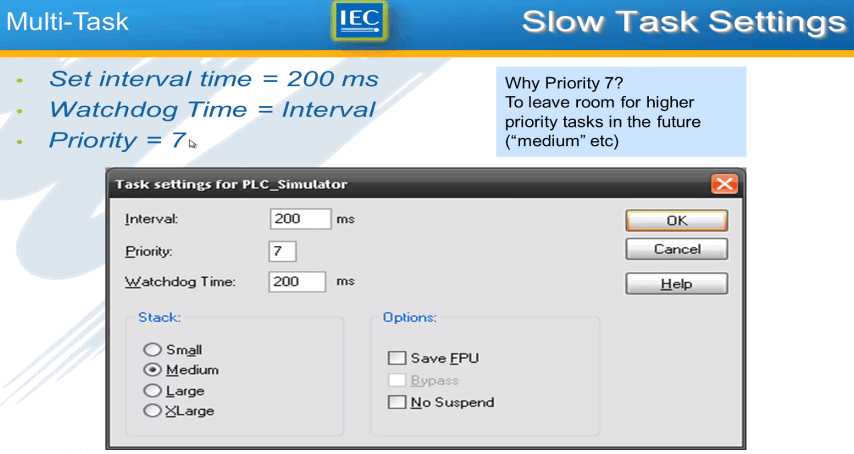 Multi-Task
IEC
Slow Task Settings
• Set interval time = 200 ms
• Watchdog Time = Interval
• Priority = 7
Why Priority 7?
To leave room for higher
priority tasks in the future
(“medium” etc)
Task settings for PLC_Simulator
Interval: 200 ms
Priority: 7
Watchdog Time: 200 ms
OK
Cancel
Help
Stack:
Small
Medium
Large
XLarge
Options:
Save FPU
Bypass
No Suspend